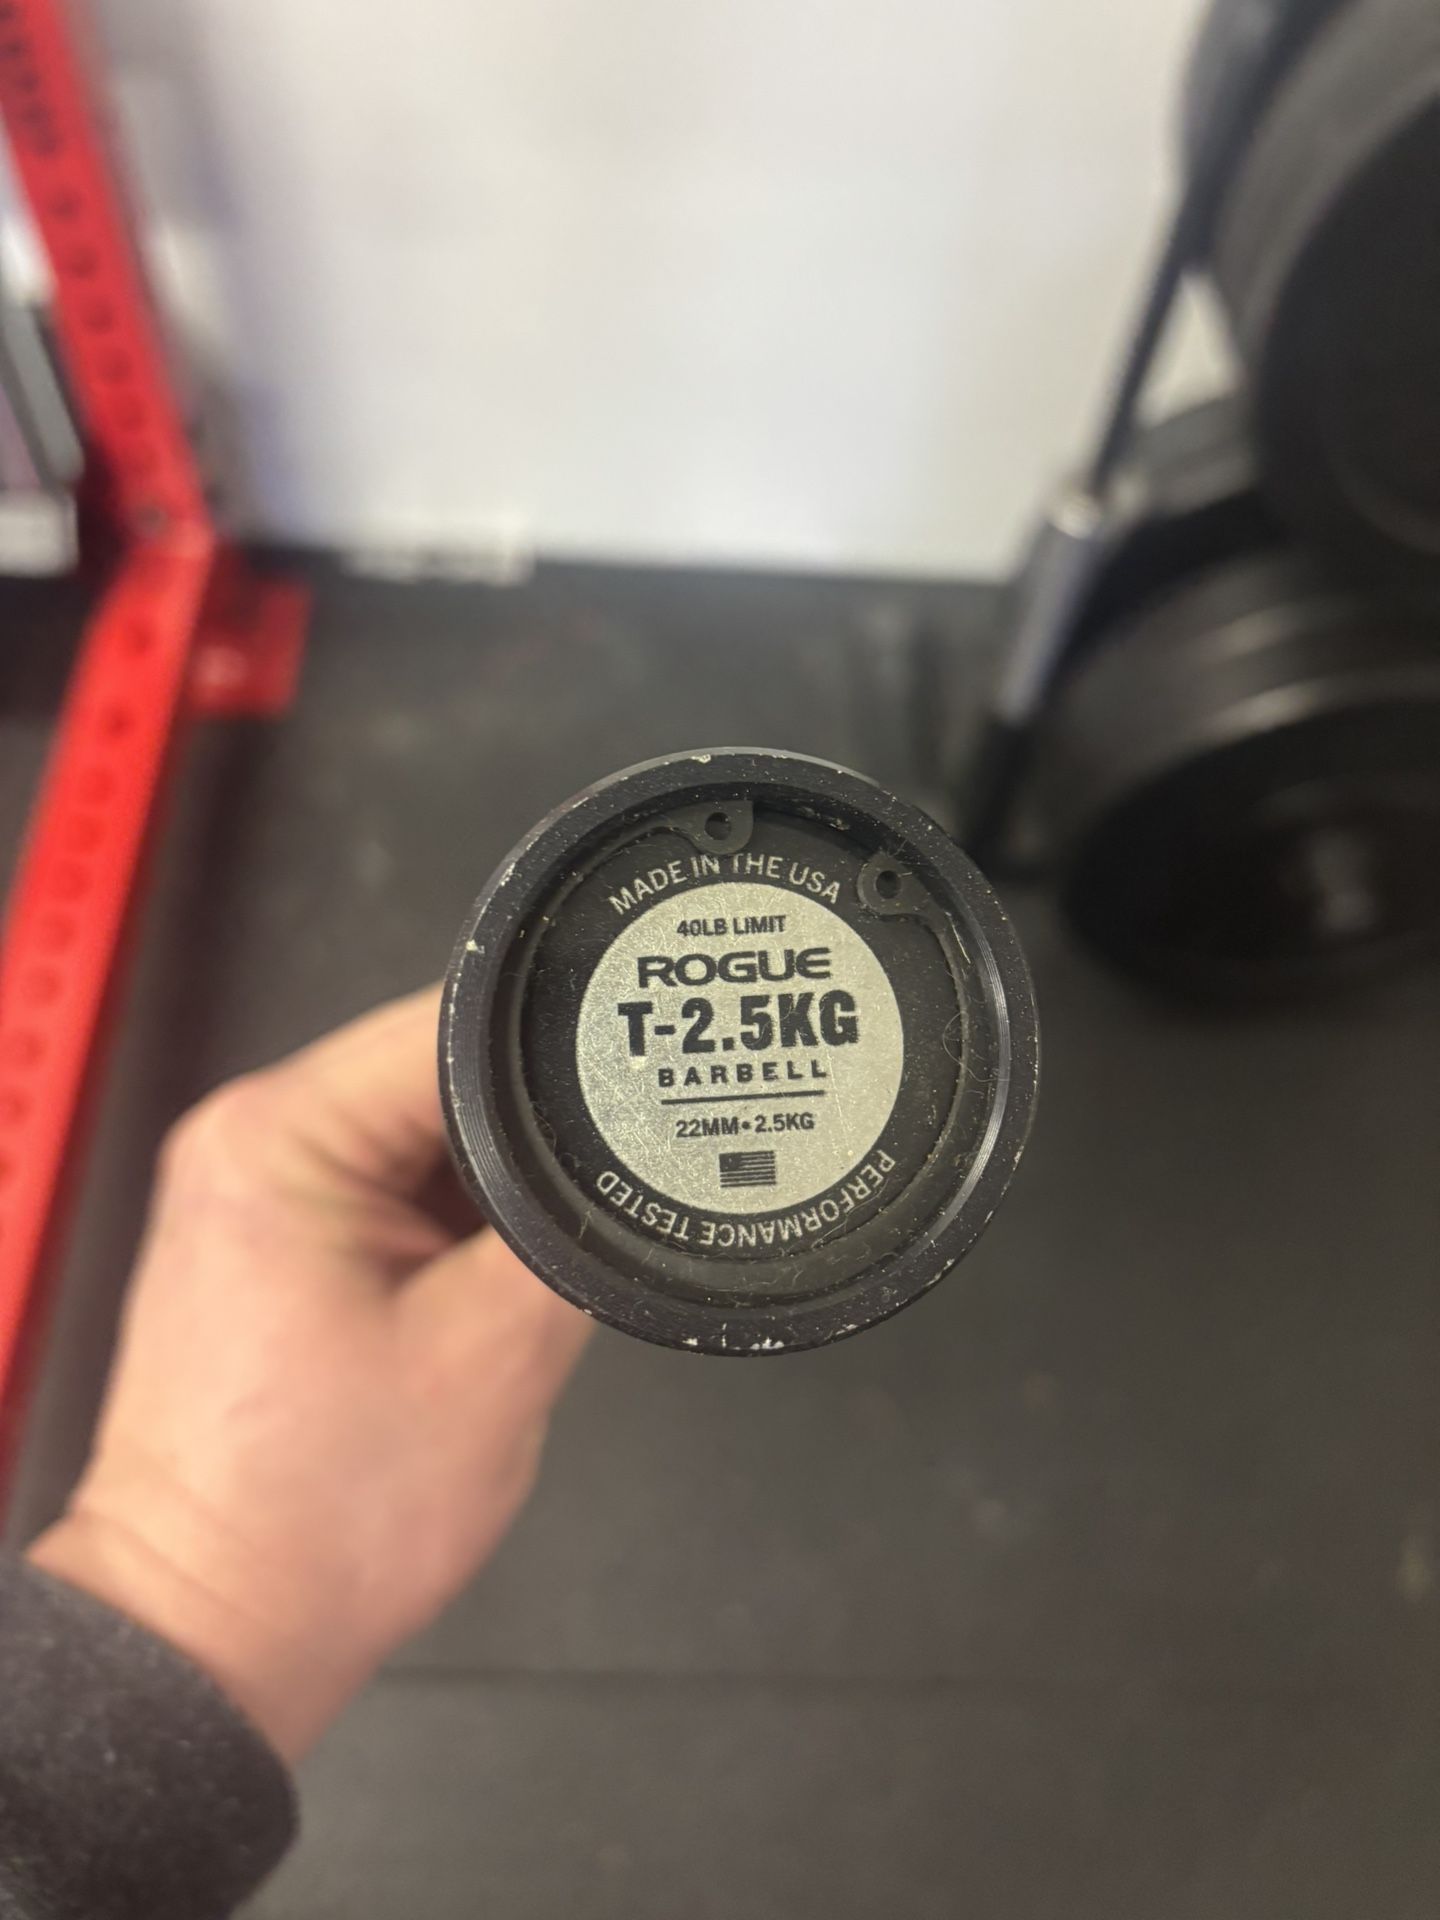 MADE IN THE USA
40LB LIMIT
ROGUE
T-2.5KG
BARBELL
22MM•2.5KG
PERFORMANCE TESTED